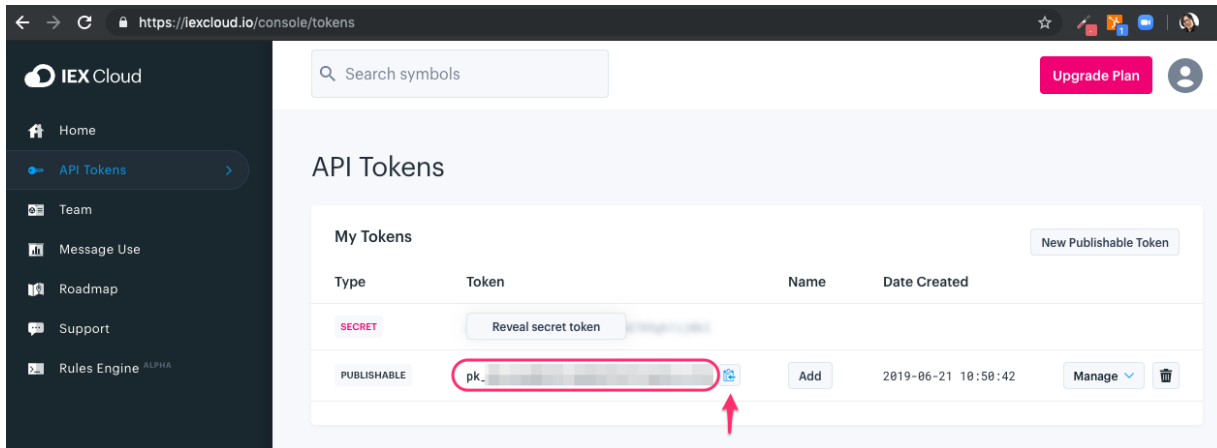 https://iexcloud.io/console/tokens
IEX Cloud
Search symbols
Upgrade Plan
Home
API Tokens
Team
Message Use
Roadmap
Support
Rules Engine ALPHA
API Tokens
My Tokens
New Publishable Token
Type Token Name Date Created
SECRET Reveal secret token
PUBLISHABLE pk_ Add 2019-06-21 10:50:42 Manage